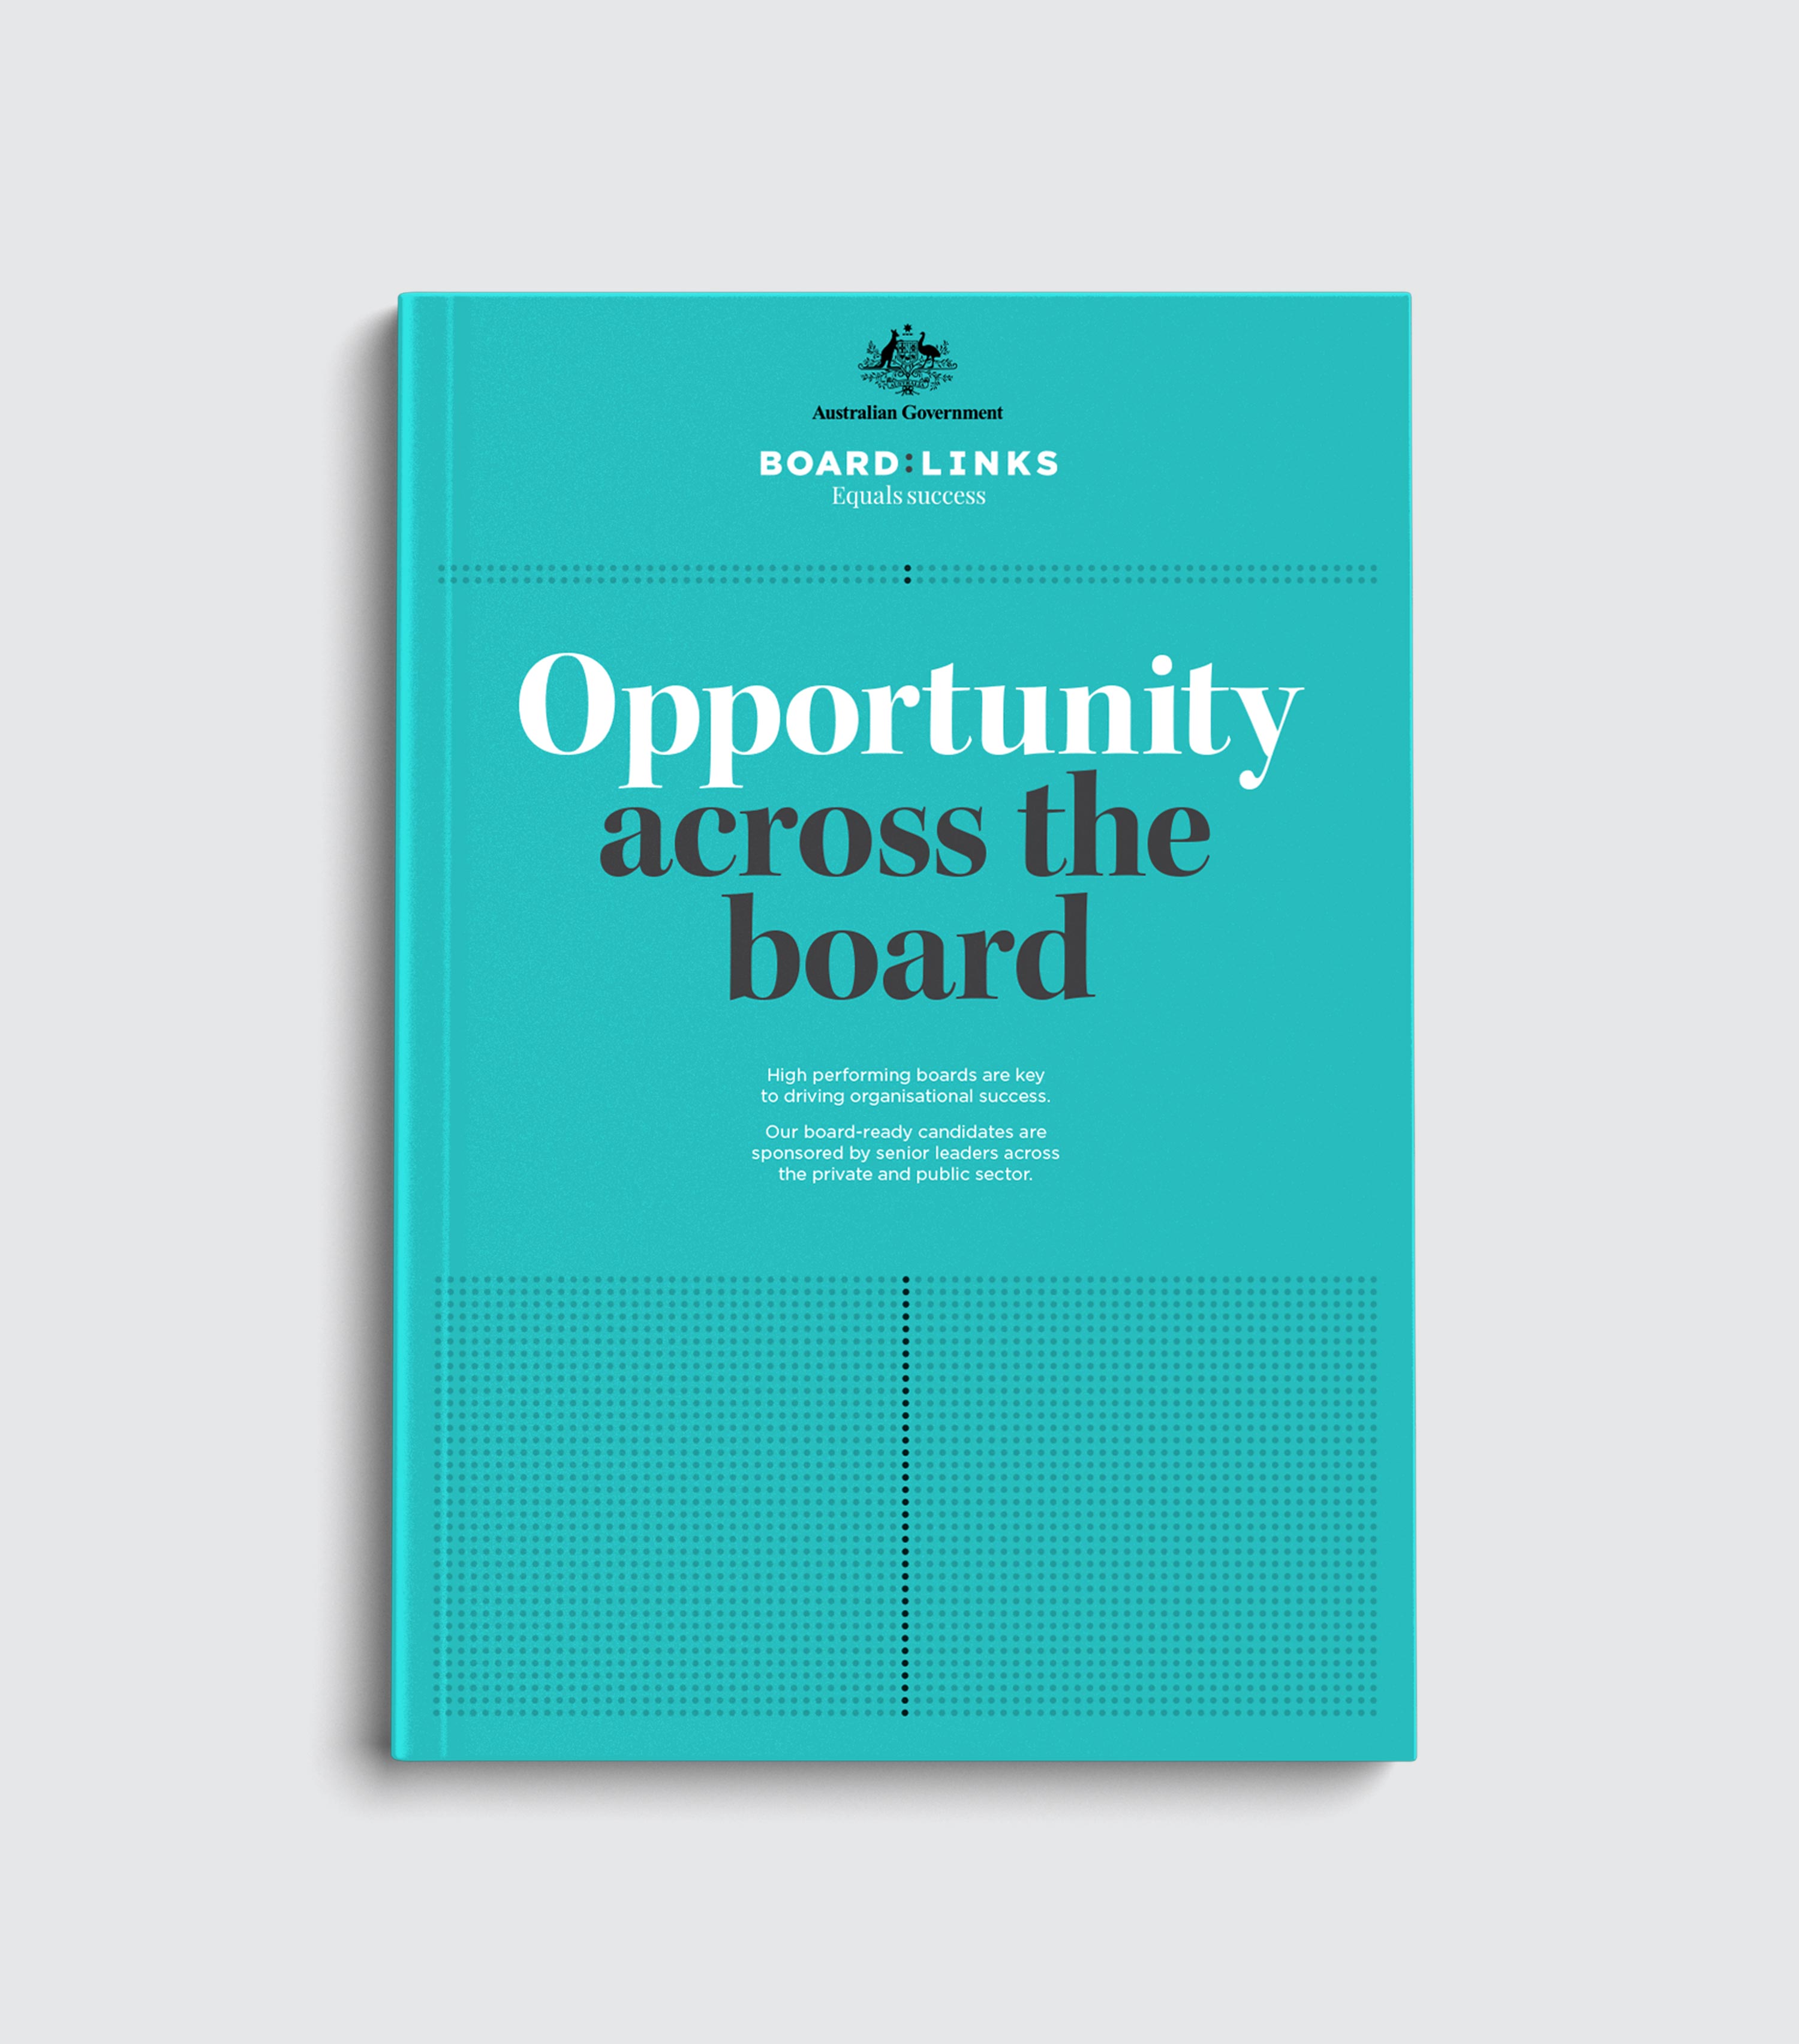 Australian Government
BOARD:LINKS
Equals success
Opportunity
across the
board
High performing boards are key
to driving organisational success.
Our board-ready candidates are
sponsored by senior leaders across
the private and public sector.